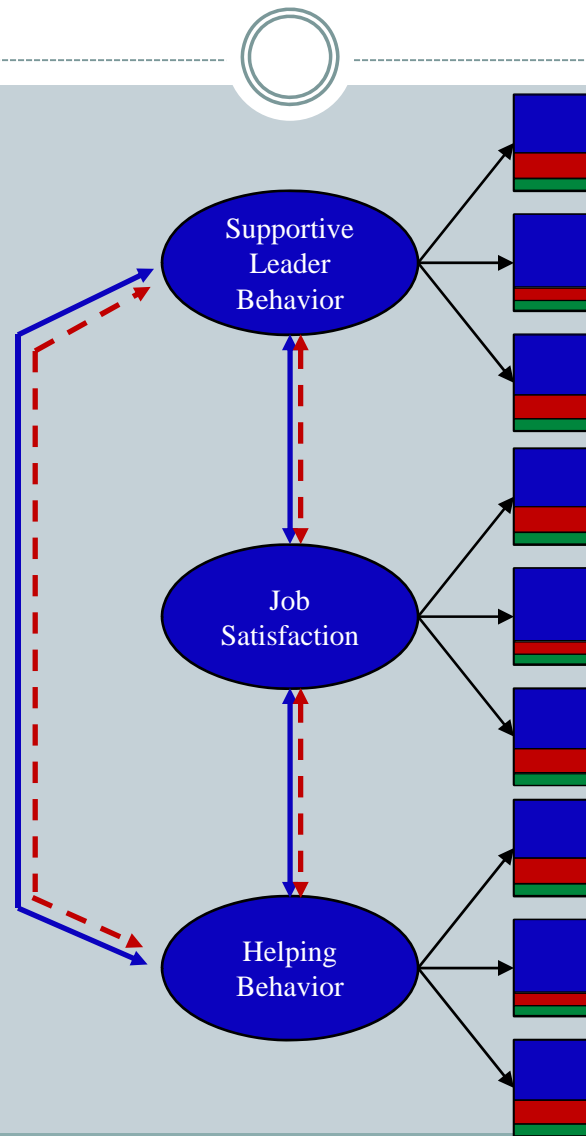 Supportive
Leader
Behavior
Job
Satisfaction
Helping
Behavior